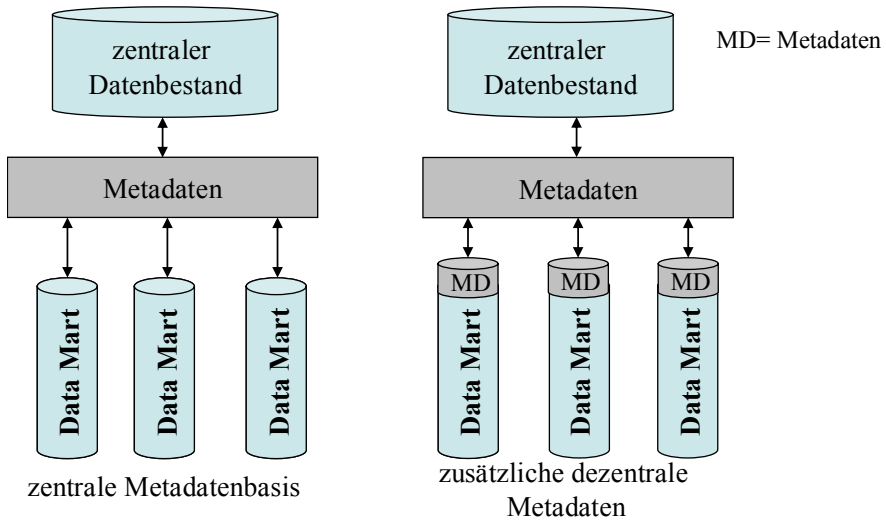 zentraler
Datenbestand
Metadaten
Data Mart
Data Mart
Data Mart
zentrale Metadatenbasis
zentraler
Datenbestand
MD= Metadaten
Metadaten
MD
MD
MD
Data Mart
Data Mart
Data Mart
zusätzliche dezentrale
Metadaten